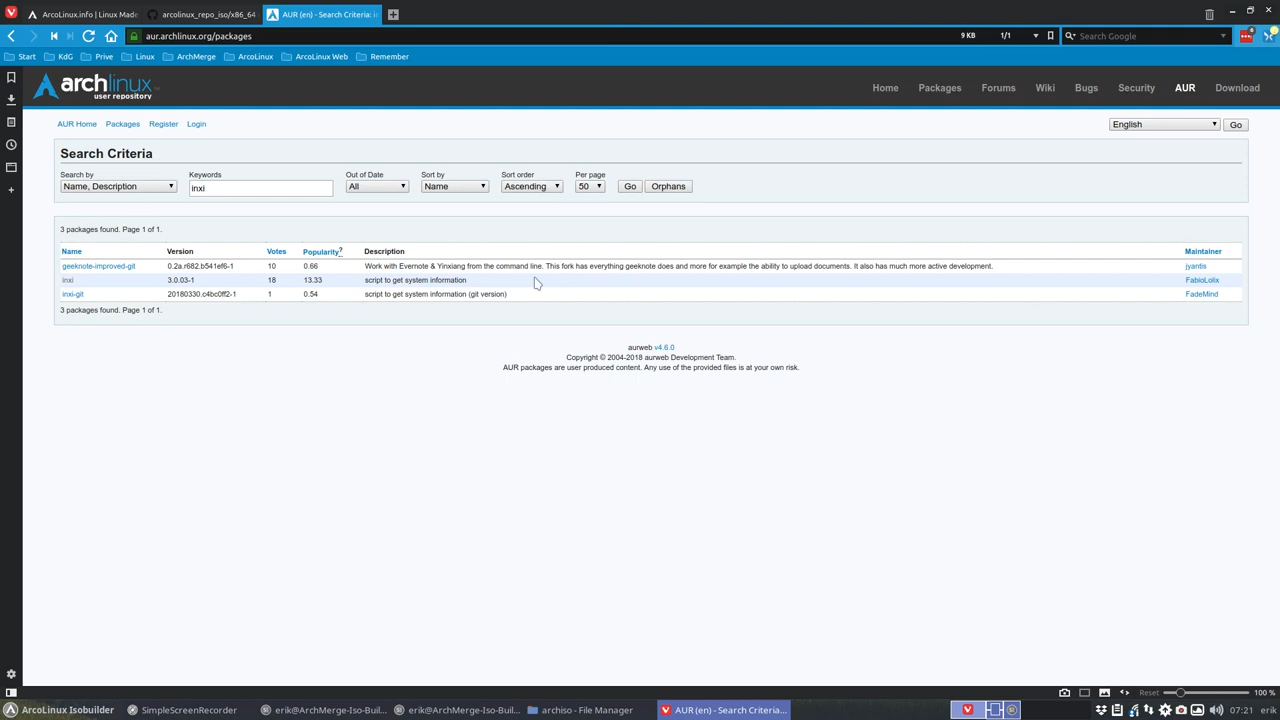 ArcoLinux.info | Linux Made
arcolinux_repo_iso/x86_64
AUR (en) - Search Criteria: in
aur.archlinux.org/packages
9 KB
1/1
Search Google
Start
KdG
Prive
Linux
ArchMerge
ArcoLinux
ArcoLinux Web
Remember
archlinux
user repository
Home
Packages
Forums
Wiki
Bugs
Security
AUR
Download
AUR Home
Packages
Register
Login
English
Go
Search Criteria
Search by
Keywords
Out of Date
Sort by
Sort order
Per page
Name, Description
inxi
All
Name
Ascending
50
Go
Orphans
3 packages found. Page 1 of 1.
Name Version Votes Popularity? Description Maintainer
geeknote-improved-git 0.2a.r682.b541ef6-1 10 0.66 Work with Evernote & Yinxiang from the command line. This fork has everything geeknote does and more for example the ability to upload documents. It also has much more active development. jyantis
inxi 3.0.03-1 18 13.33 script to get system information FabioLolix
inxi-git 20180330.c4bc0ff2-1 1 0.54 script to get system information (git version) FadeMind
3 packages found. Page 1 of 1.
aurweb v4.6.0
Copyright © 2004-2018 aurweb Development Team.
AUR packages are user produced content. Any use of the provided files is at your own risk.
Reset
100 %
ArcoLinux Isobuilder
SimpleScreenRecorder
erik@ArchMerge-Iso-Buil...
erik@ArchMerge-Iso-Buil...
archiso - File Manager
AUR (en) - Search Criteria...
07:21
erik